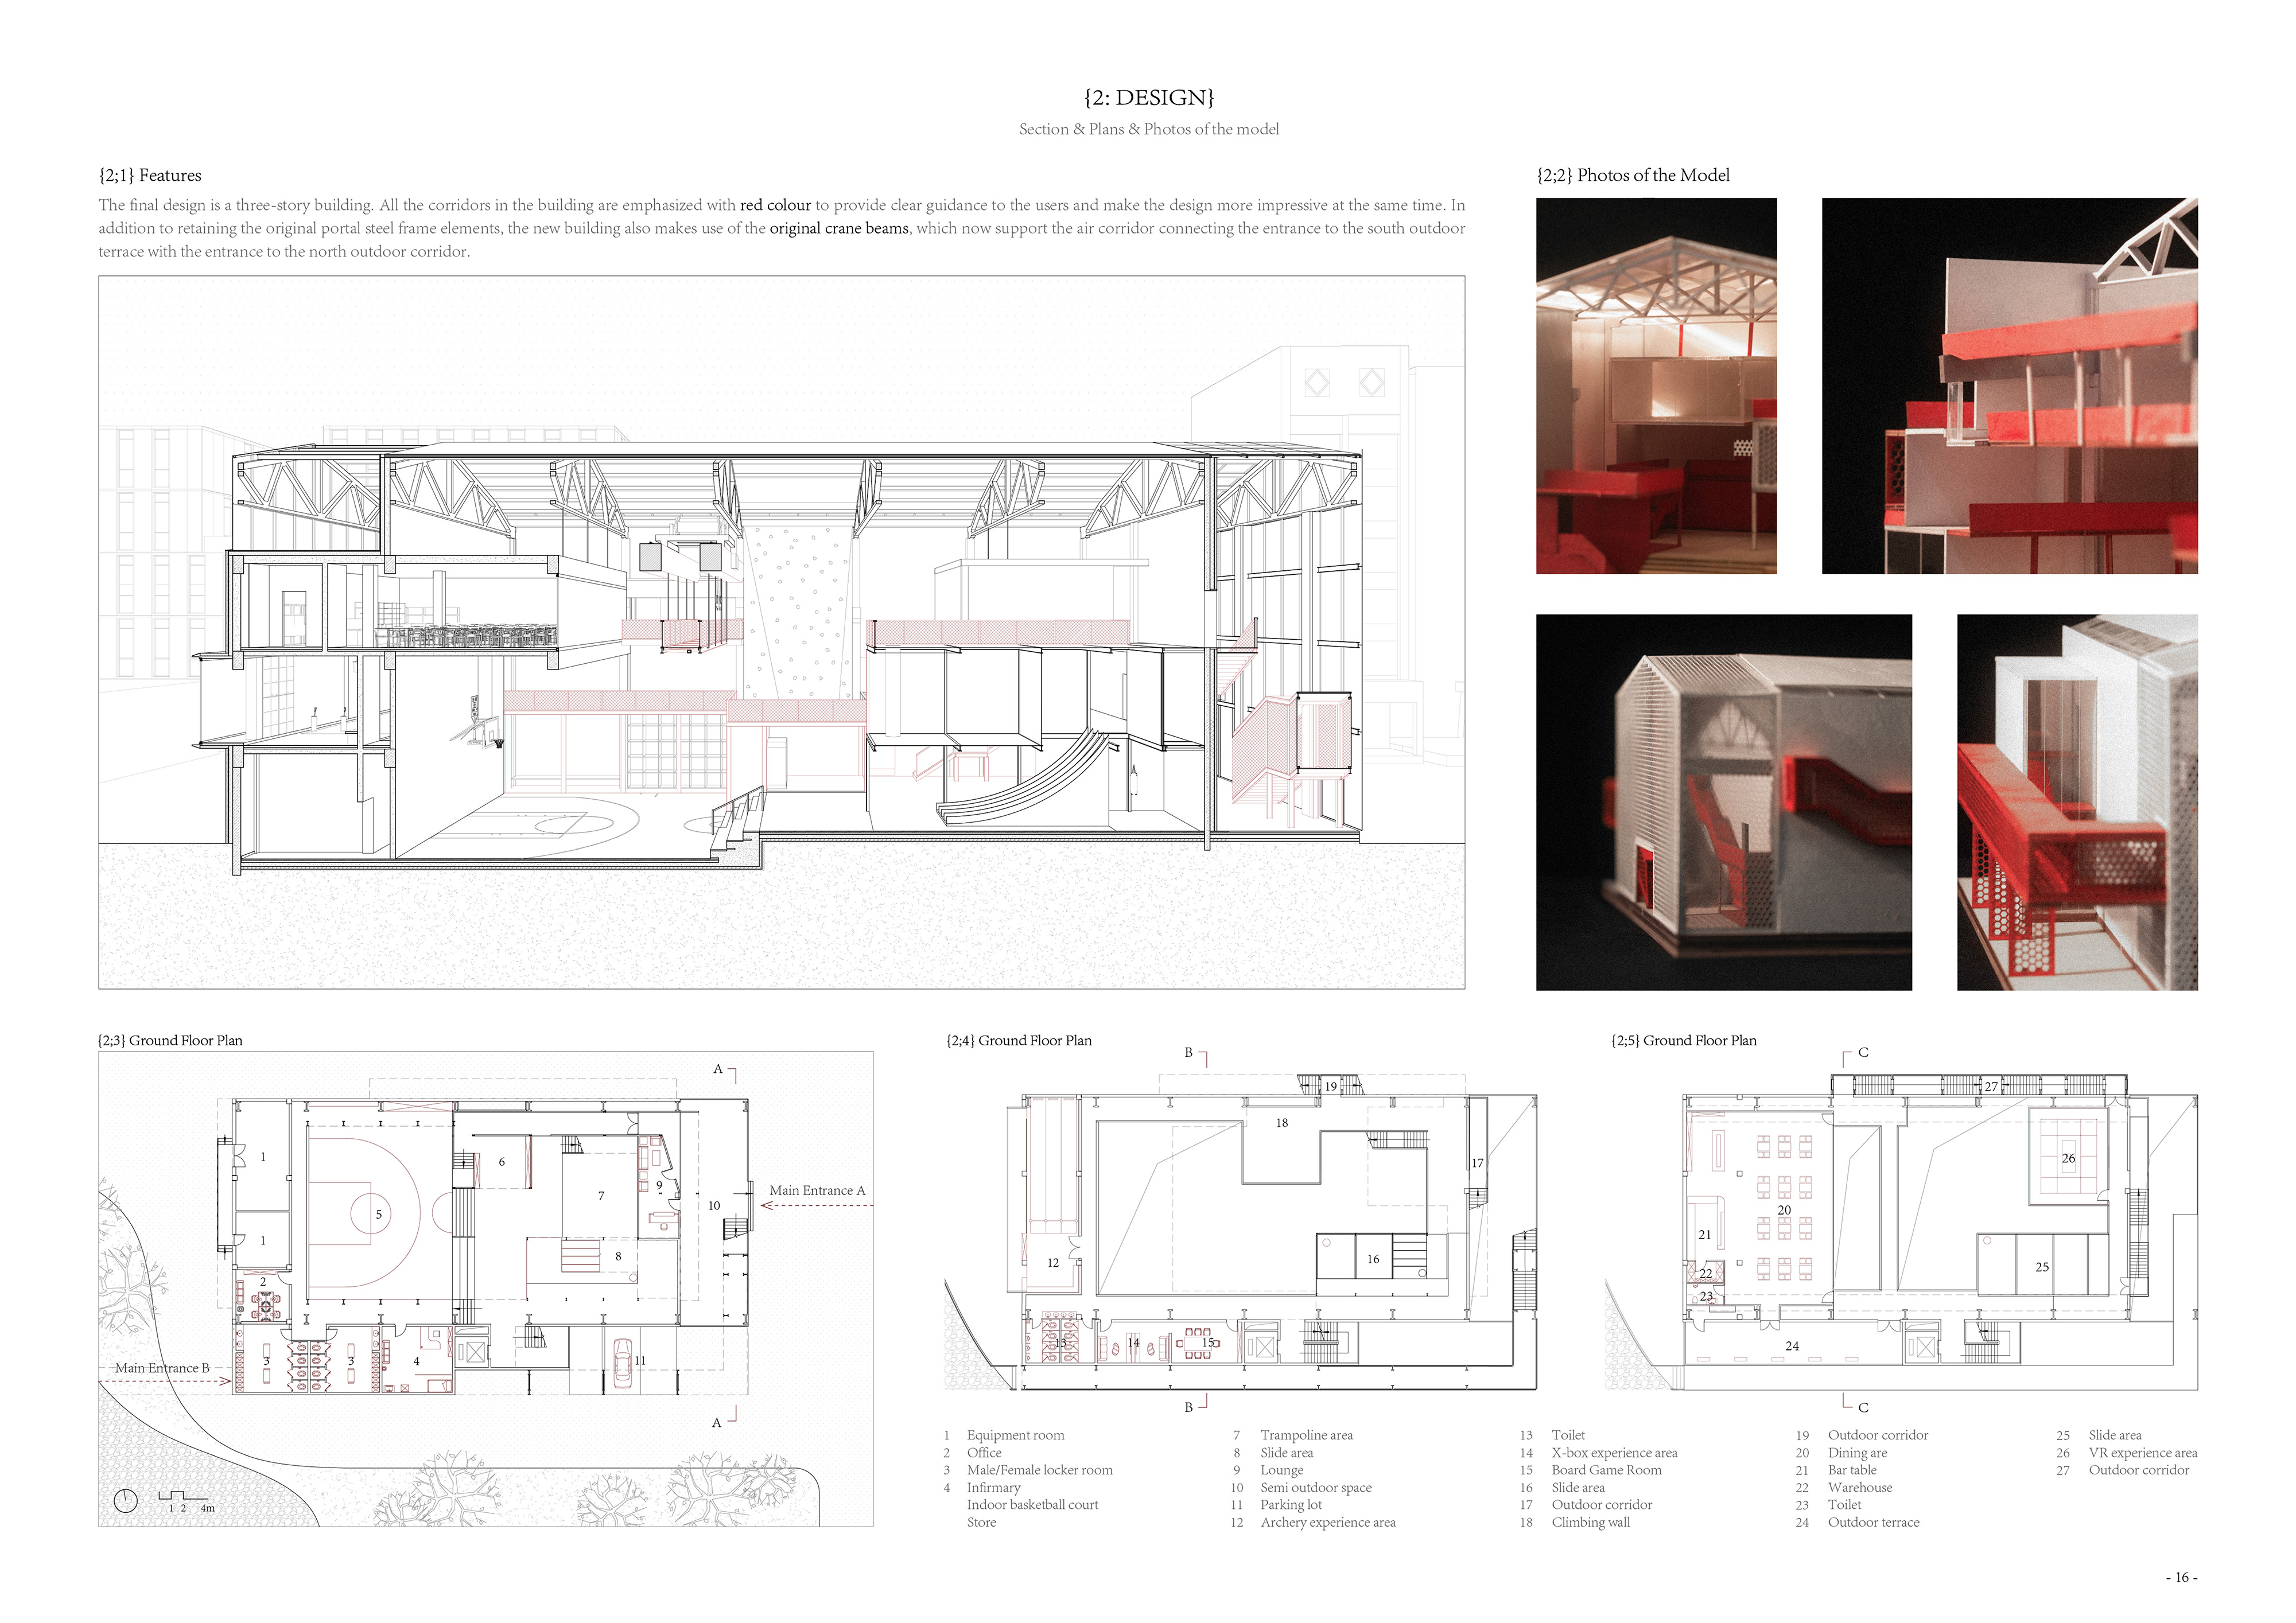 {2: DESIGN}
Section & Plans & Photos of the model
{2;1} Features
The final design is a three-story building. All the corridors in the building are emphasized with red colour to provide clear guidance to the users and make the design more impressive at the same time. In
addition to retaining the original portal steel frame elements, the new building also makes use of the original crane beams, which now support the air corridor connecting the entrance to the south outdoor
terrace with the entrance to the north outdoor corridor.
{2;2} Photos of the Model
{2;3} Ground Floor Plan
A
1
1
2
3
3
4
5
6
7
8
9
10
11
Main Entrance A
Main Entrance B
A
1 2 4m
{2;4} Ground Floor Plan
B
19
18
17
12
16
13
14
15
B
{2;5} Ground Floor Plan
C
27
26
20
21
22
23
25
24
C
1 Equipment room
2 Office
3 Male/Female locker room
4 Infirmary
Indoor basketball court
Store
7 Trampoline area
8 Slide area
9 Lounge
10 Semi outdoor space
11 Parking lot
12 Archery experience area
13 Toilet
14 X-box experience area
15 Board Game Room
16 Slide area
17 Outdoor corridor
18 Climbing wall
19 Outdoor corridor
20 Dining are
21 Bar table
22 Warehouse
23 Toilet
24 Outdoor terrace
25 Slide area
26 VR experience area
27 Outdoor corridor
- 16 -